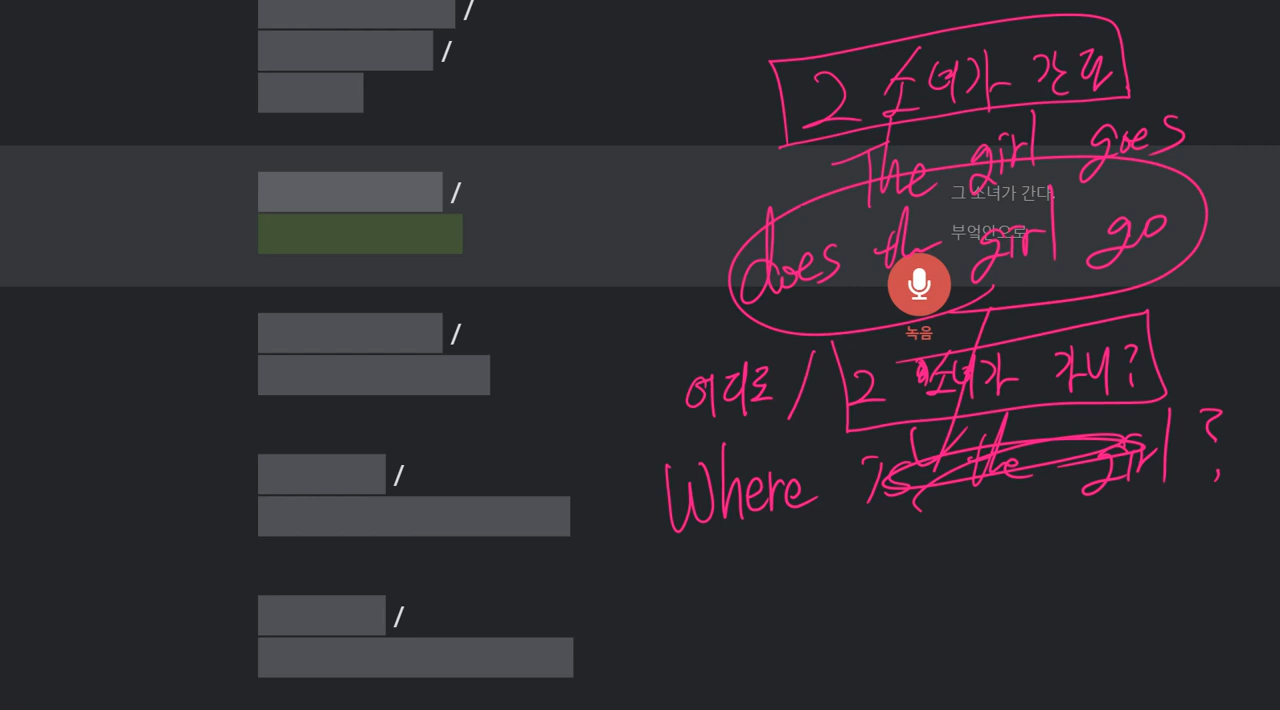 /
/
그 소녀가 간다
The girl goes
/
그 소녀가 간다.
부엌안으로
does the girl go
녹음
/
어디로 / 그 소녀가 가니?
Where is the girl ?
/
/